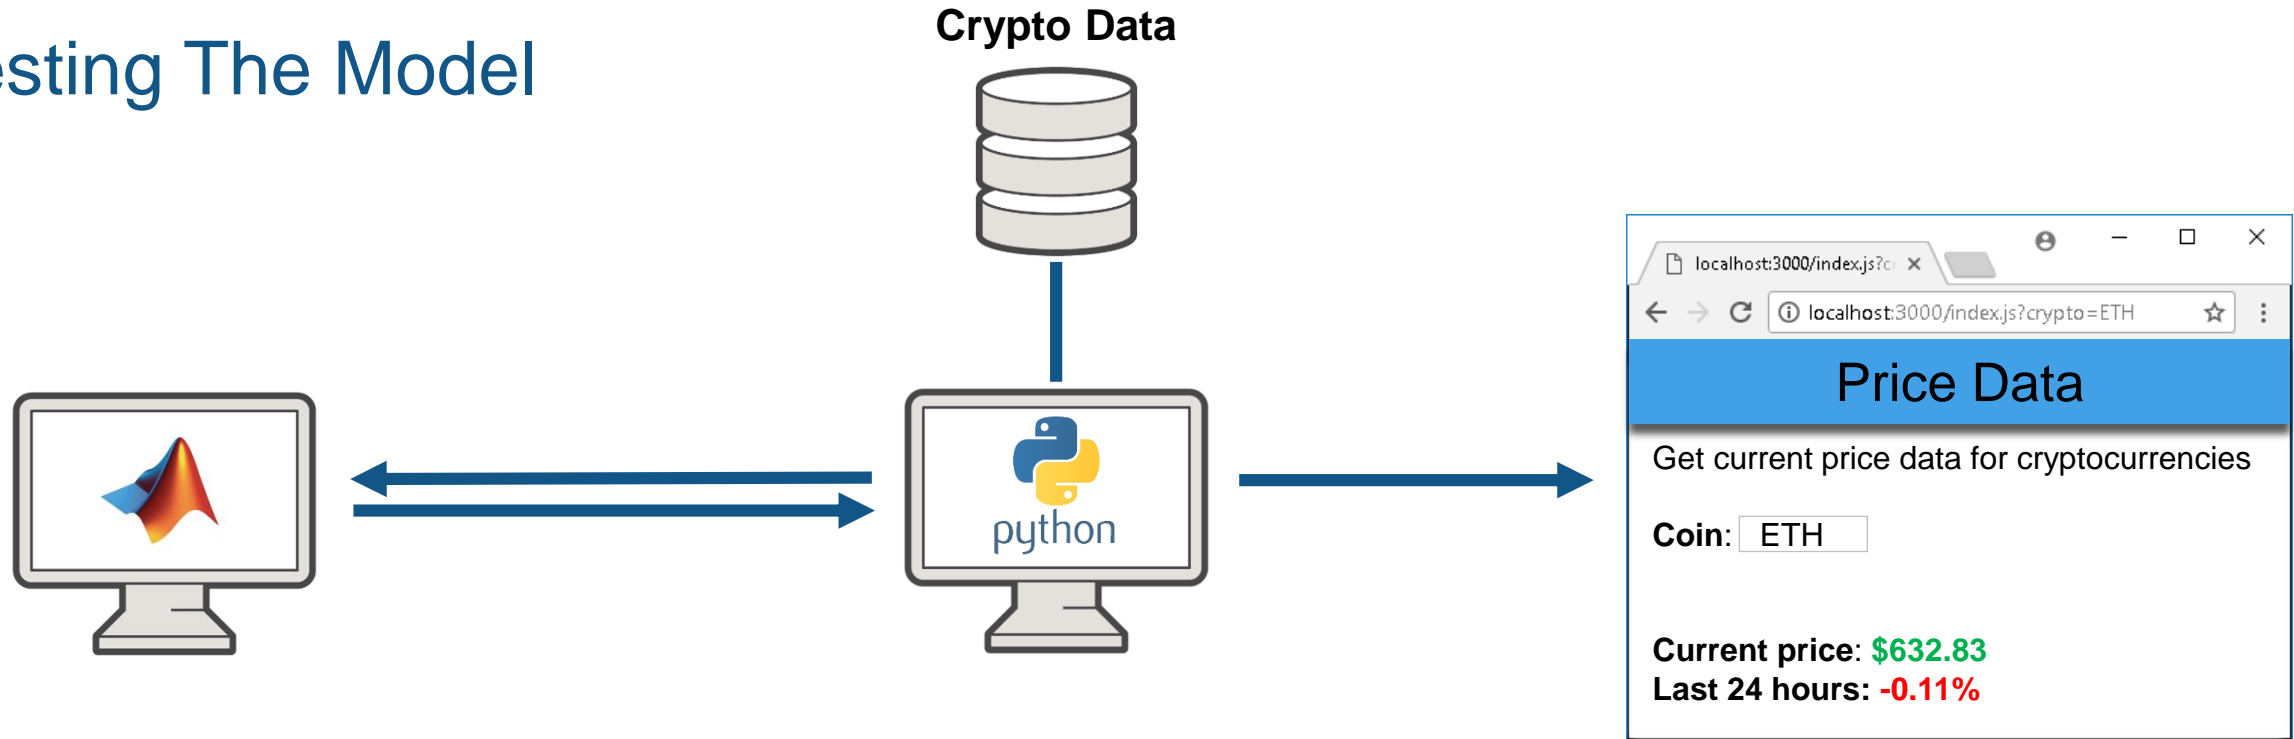 esting The Model
Crypto Data
python
localhost:3000/index.js?c
localhost:3000/index.js?crypto=ETH
Price Data
Get current price data for cryptocurrencies
Coin: ETH
Current price: $632.83
Last 24 hours: -0.11%